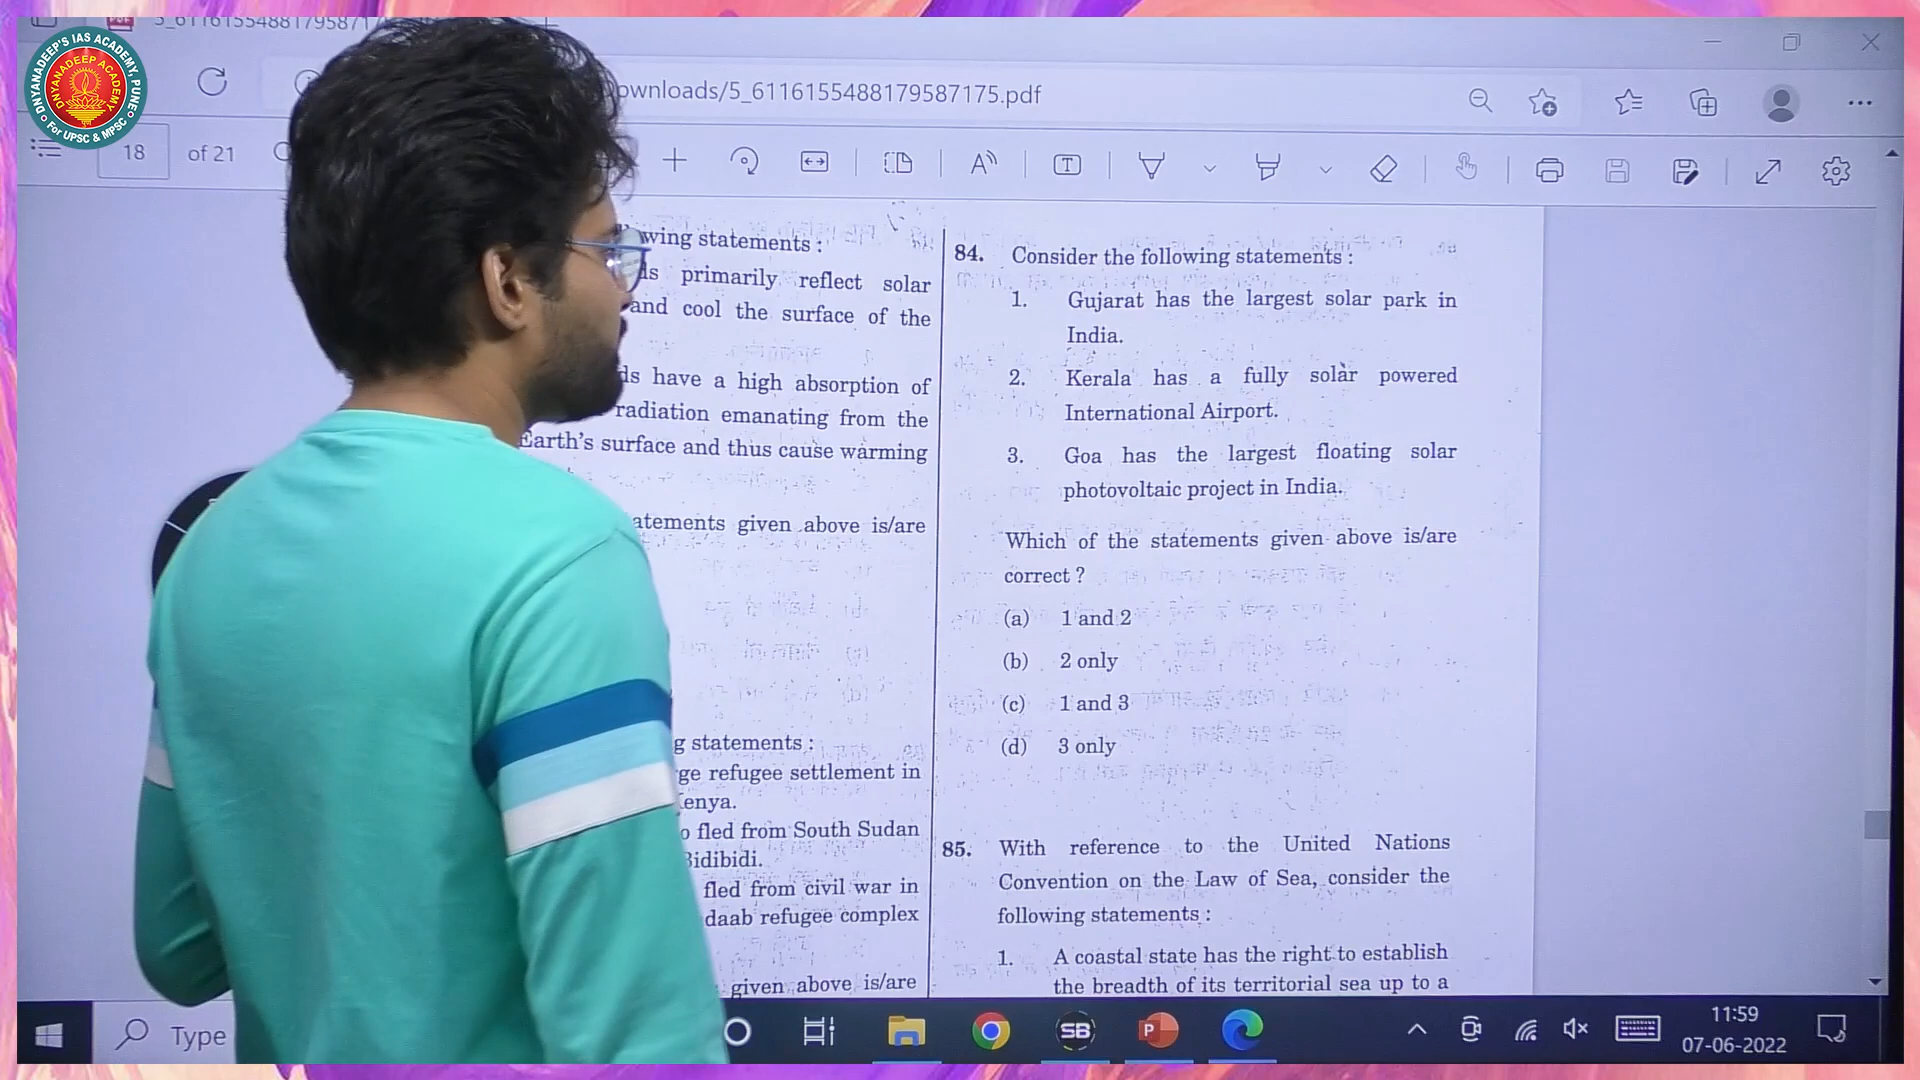 DNYANADEEP'S IAS ACADEMY, PUNE
DNYANADEEP ACADEMY
For UPSC & MPSC
5_611615548817958717
Downloads/5_6116155488179587175.pdf
18 of 21
wing statements :
primarily reflect solar
and cool the surface of the
have a high absorption of
radiation emanating from the
Earth's surface and thus cause warming
atements given above is/are
g statements :
ge refugee settlement in
enya.
o fled from South Sudan
Bidibidi.
fled from civil war in
daab refugee complex
given above is/are
84. Consider the following statements :
1. Gujarat has the largest solar park in
India.
2. Kerala has a fully solar powered
International Airport.
3. Goa has the largest floating solar
photovoltaic project in India.
Which of the statements given above is/are
correct ?
(a) 1 and 2
(b) 2 only
(c) 1 and 3
(d) 3 only
85. With reference to the United Nations
Convention on the Law of Sea, consider the
following statements :
1. A coastal state has the right to establish
the breadth of its territorial sea up to a
Type
SB
P
11:59
07-06-2022